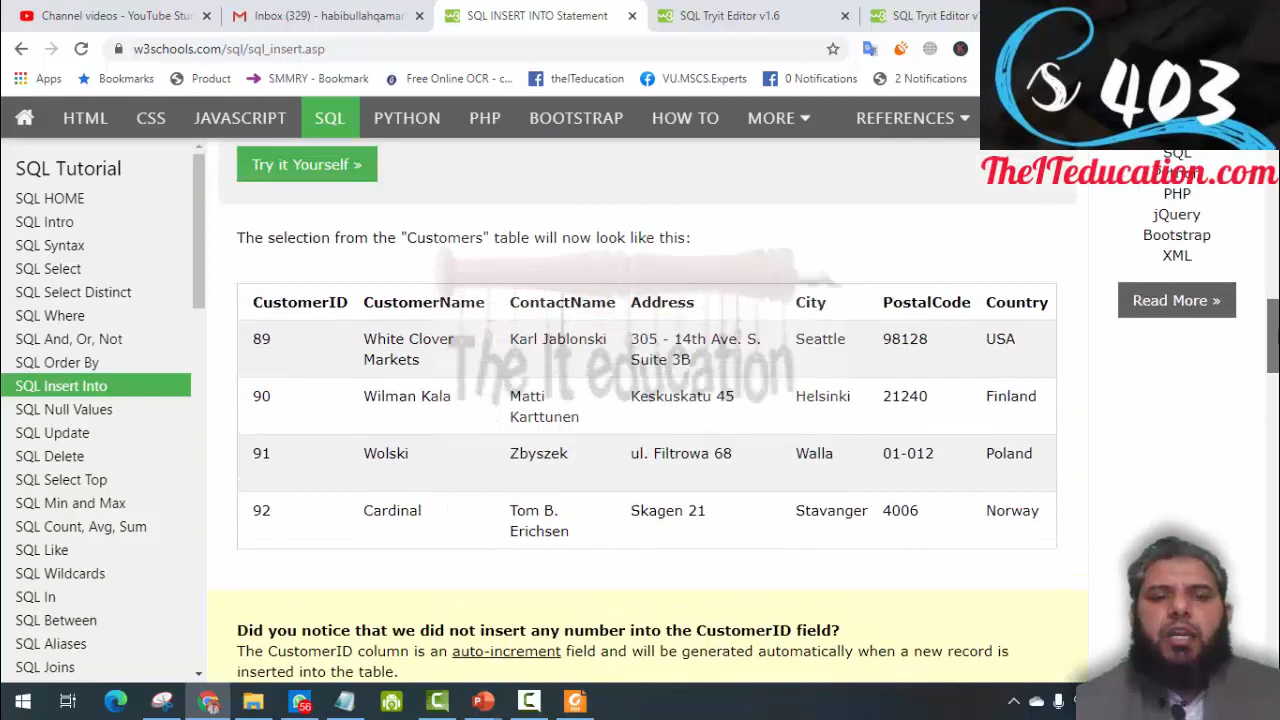 Channel videos - YouTube Stu
Inbox (329) - habibullahqamar
SQL INSERT INTO Statement
SQL Tryit Editor v1.6
SQL Tryit Editor v
w3schools.com/sql/sql_insert.asp
Apps
Bookmarks
Product
SMMRY - Bookmark
Free Online OCR - c...
theITeducation
VU.MSCS.Experts
0 Notifications
2 Notifications
CS 403
TheITeducation.com
HTML
CSS
JAVASCRIPT
SQL
PYTHON
PHP
BOOTSTRAP
HOW TO
MORE
REFERENCES
SQL Tutorial
SQL HOME
SQL Intro
SQL Syntax
SQL Select
SQL Select Distinct
SQL Where
SQL And, Or, Not
SQL Order By
SQL Insert Into
SQL Null Values
SQL Update
SQL Delete
SQL Select Top
SQL Min and Max
SQL Count, Avg, Sum
SQL Like
SQL Wildcards
SQL In
SQL Between
SQL Aliases
SQL Joins
Try it Yourself »
The selection from the "Customers" table will now look like this:
CustomerID CustomerName ContactName Address City PostalCode Country
89 White Clover Markets Karl Jablonski 305 - 14th Ave. S. Suite 3B Seattle 98128 USA
90 Wilman Kala Matti Karttunen Keskuskatu 45 Helsinki 21240 Finland
91 Wolski Zbyszek ul. Filtrowa 68 Walla 01-012 Poland
92 Cardinal Tom B. Erichsen Skagen 21 Stavanger 4006 Norway
The It education
Did you notice that we did not insert any number into the CustomerID field?
The CustomerID column is an auto-increment field and will be generated automatically when a new record is
inserted into the table.
SQL
Python
PHP
jQuery
Bootstrap
XML
Read More »
56